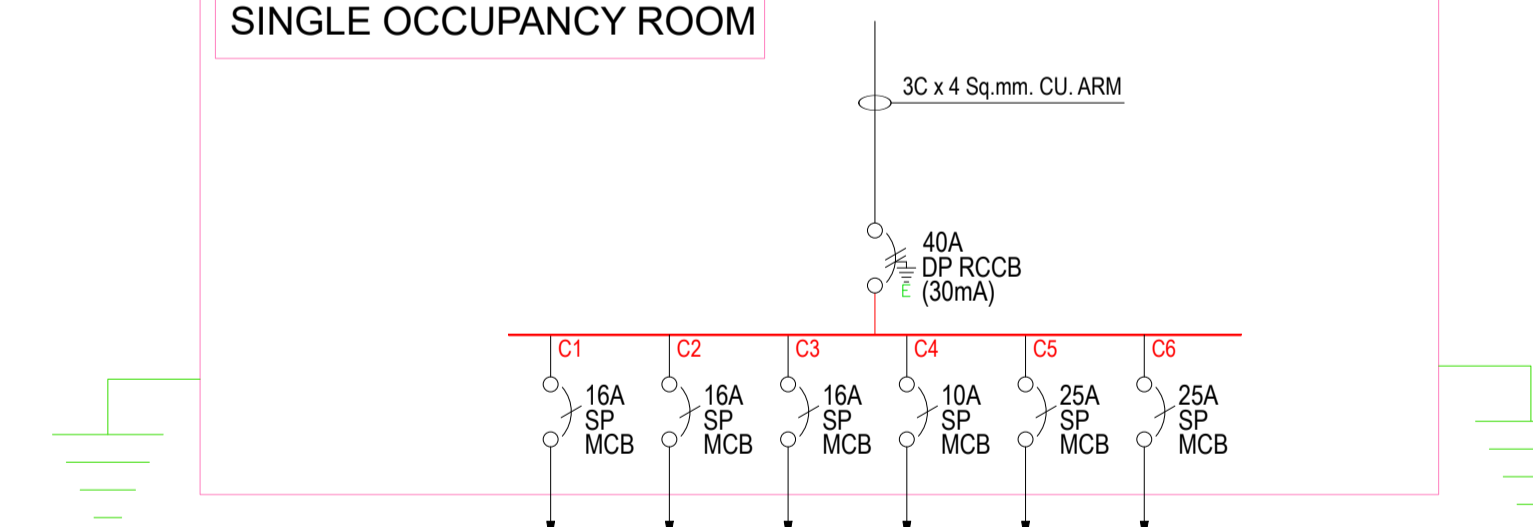 SINGLE OCCUPANCY ROOM
3C x 4 Sq.mm. CU. ARM
40A
DP RCCB
E (30mA)
C1 C2 C3 C4 C5 C6
16A 16A 16A 10A 25A 25A
SP SP SP SP SP SP
MCB MCB MCB MCB MCB MCB